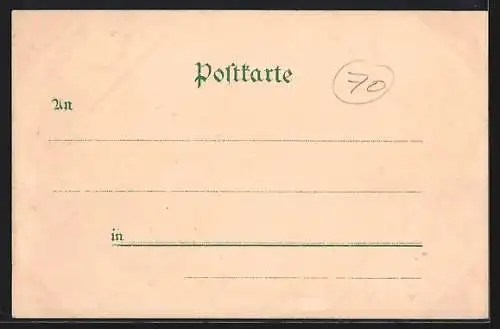 Postkarte
70
An
in